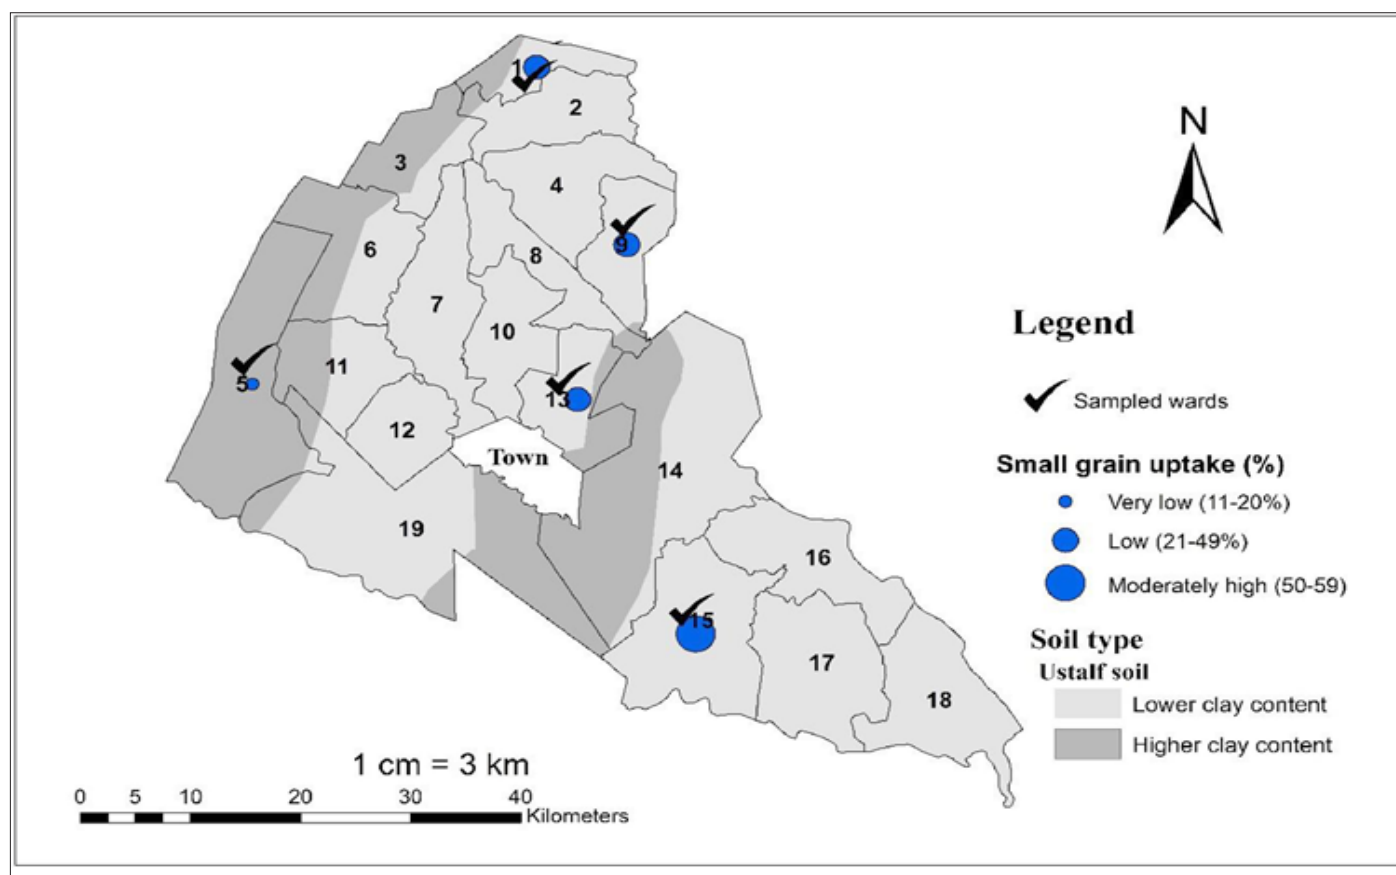 1
2
3
4
6
9
8
7
10
11
5
13
12
Town
14
19
16
15
17
18
N
Legend
Sampled wards
Small grain uptake (%)
Very low (11-20%)
Low (21-49%)
Moderately high (50-59)
Soil type
Ustalf soil
Lower clay content
Higher clay content
1 cm = 3 km
0 5 10 20 30 40
Kilometers